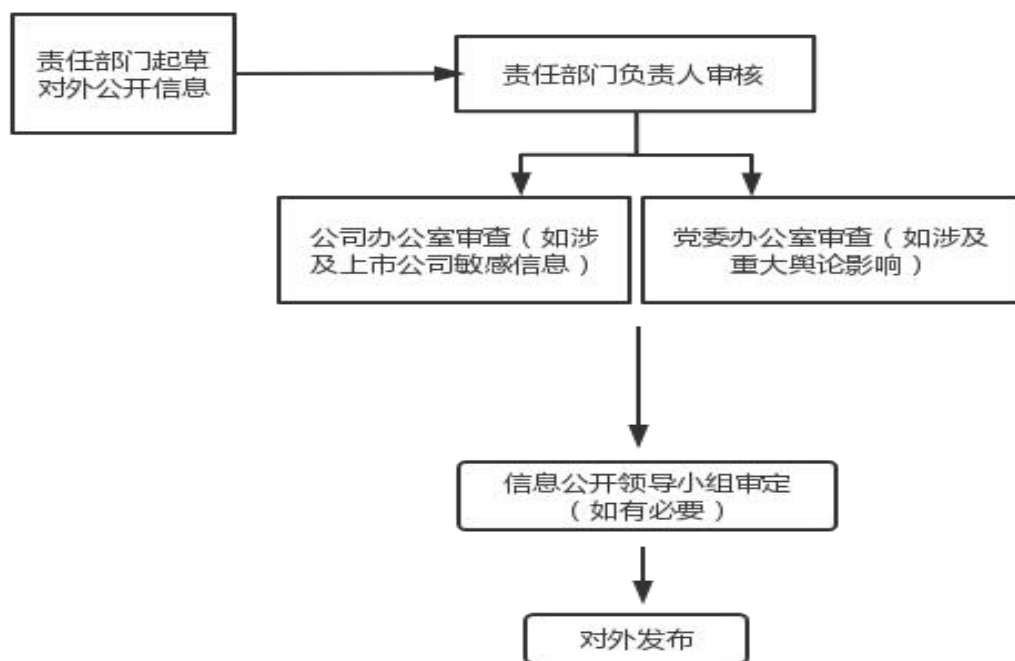 责任部门起草
对外公开信息
责任部门负责人审核
公司办公室审查（如涉
及上市公司敏感信息）
党委办公室审查（如涉及
重大舆论影响）
信息公开领导小组审定
（如有必要）
对外发布